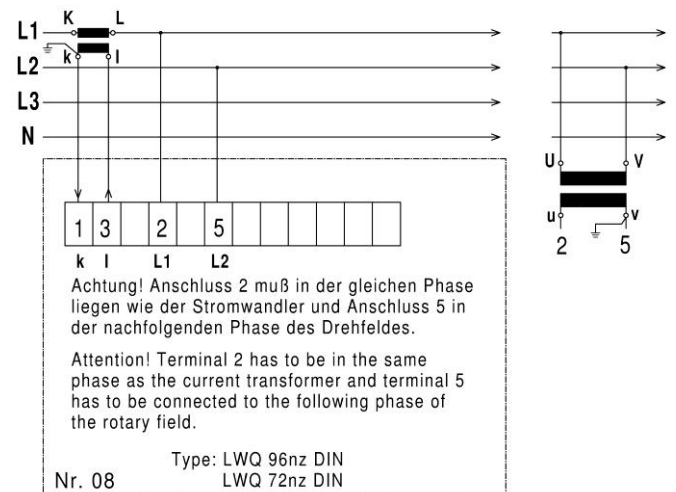 K L
L1
k l
L2
L3
N
U V
u v
2 5
1 3 2 5
k l L1 L2
Achtung! Anschluss 2 muß in der gleichen Phase
liegen wie der Stromwandler und Anschluss 5 in
der nachfolgenden Phase des Drehfeldes.
Attention! Terminal 2 has to be in the same
phase as the current transformer and terminal 5
has to be connected to the following phase of
the rotary field.
Type: LWQ 96nz DIN
Nr. 08 LWQ 72nz DIN